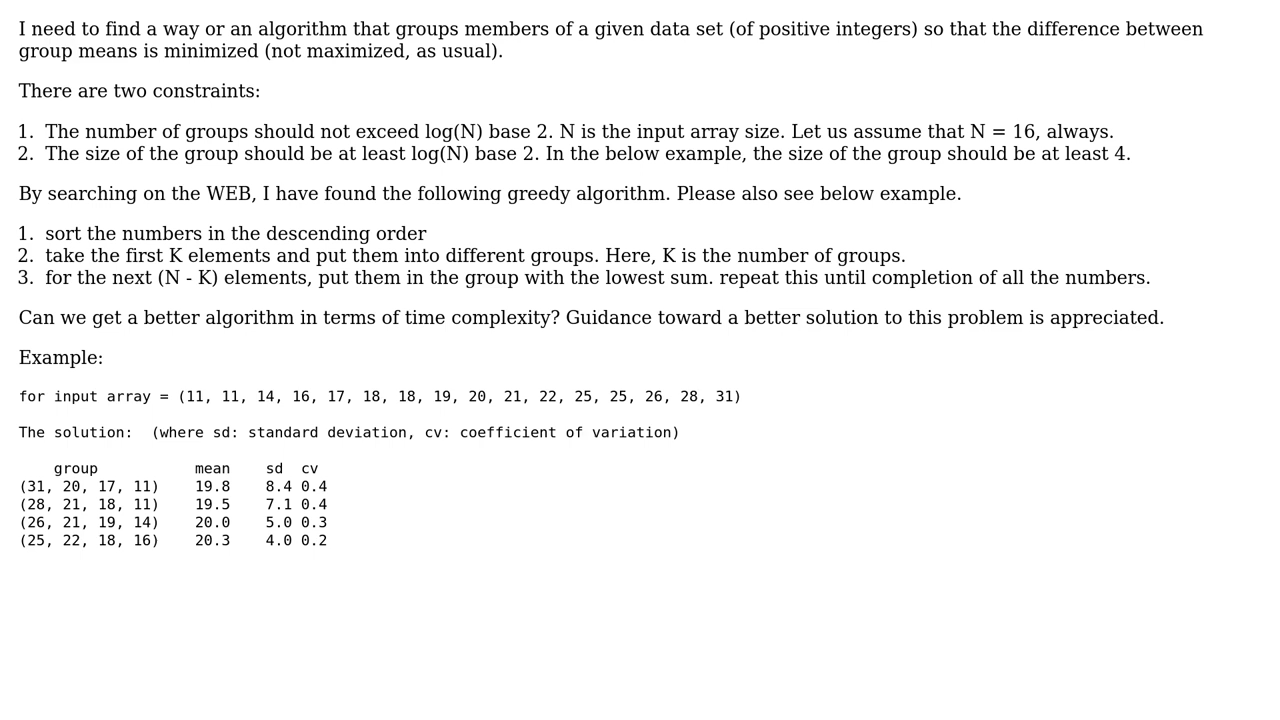 I need to find a way or an algorithm that groups members of a given data set (of positive integers) so that the difference between
group means is minimized (not maximized, as usual).
There are two constraints:
1. The number of groups should not exceed log(N) base 2. N is the input array size. Let us assume that N = 16, always.
2. The size of the group should be at least log(N) base 2. In the below example, the size of the group should be at least 4.
By searching on the WEB, I have found the following greedy algorithm. Please also see below example.
1. sort the numbers in the descending order
2. take the first K elements and put them into different groups. Here, K is the number of groups.
3. for the next (N - K) elements, put them in the group with the lowest sum. repeat this until completion of all the numbers.
Can we get a better algorithm in terms of time complexity? Guidance toward a better solution to this problem is appreciated.
Example:
for input array = (11, 11, 14, 16, 17, 18, 18, 19, 20, 21, 22, 25, 25, 26, 28, 31)
The solution:  (where sd: standard deviation, cv: coefficient of variation)
    group           mean    sd  cv
(31, 20, 17, 11)    19.8    8.4 0.4
(28, 21, 18, 11)    19.5    7.1 0.4
(26, 21, 19, 14)    20.0    5.0 0.3
(25, 22, 18, 16)    20.3    4.0 0.2